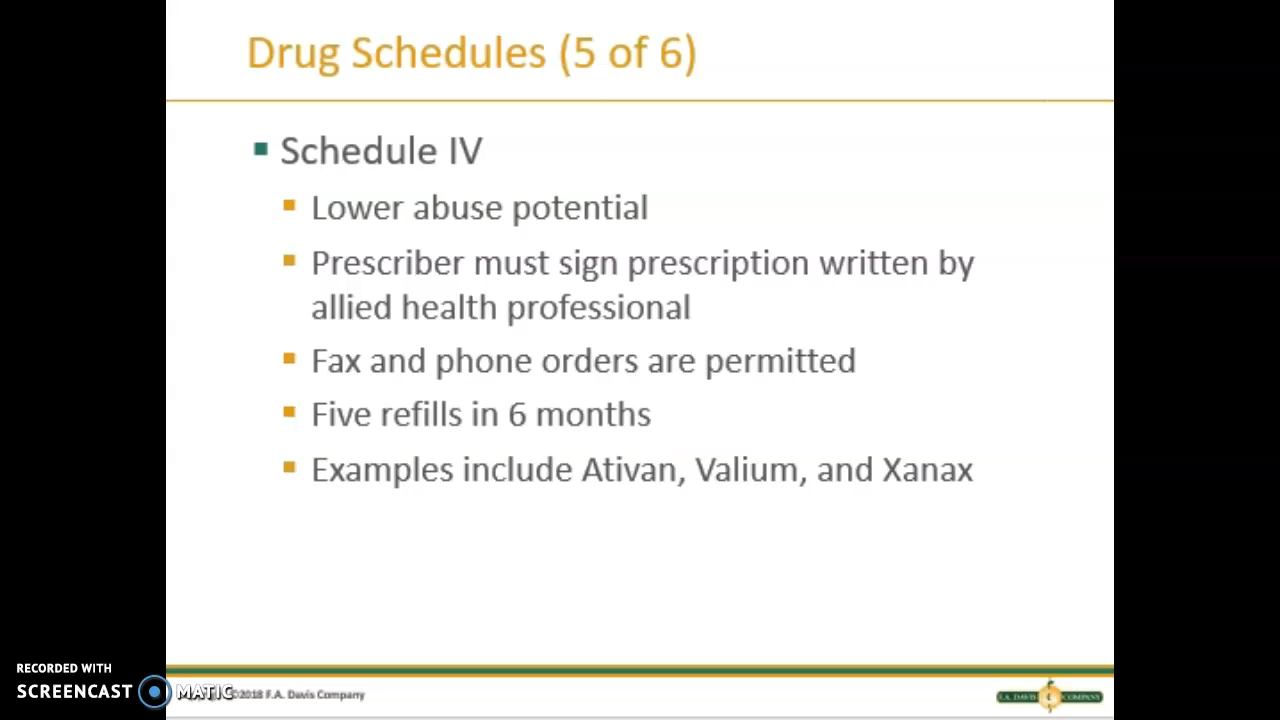 Drug Schedules (5 of 6)
Schedule IV
Lower abuse potential
Prescriber must sign prescription written by
allied health professional
Fax and phone orders are permitted
Five refills in 6 months
Examples include Ativan, Valium, and Xanax
RECORDED WITH
SCREENCAST MATIC
©2018 F.A. Davis Company
F.A. DAVIS COMPANY